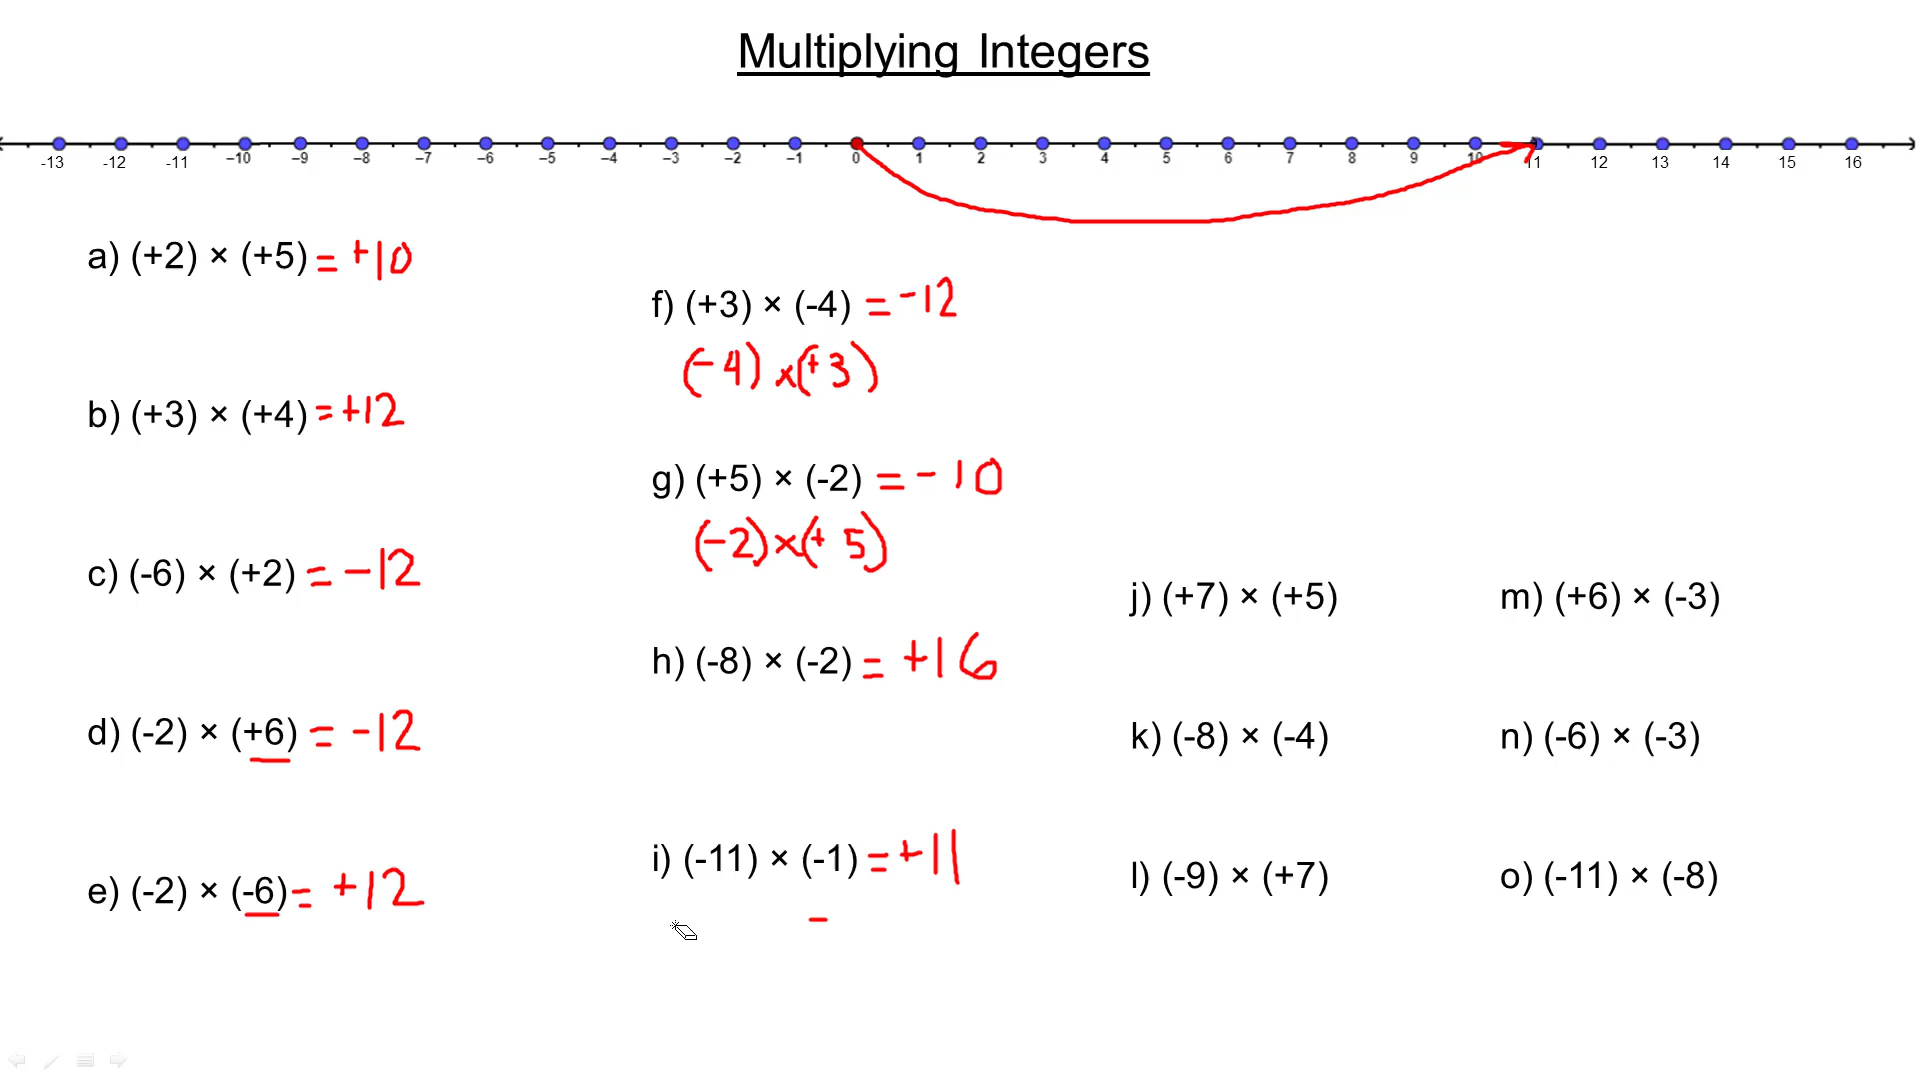 Multiplying Integers
-13 -12 -11 –10 –9 –8 –7 –6 –5 –4 –3 –2 –1 0 1 2 3 4 5 6 7 8 9 10 11 12 13 14 15 16
a) (+2) × (+5) = +10
b) (+3) × (+4) = +12
c) (-6) × (+2) = -12
d) (-2) × (+6) = -12
e) (-2) × (-6) = +12
f) (+3) × (-4) = -12
(-4) × (+3)
g) (+5) × (-2) = -10
(-2) × (+5)
h) (-8) × (-2) = +16
i) (-11) × (-1) = +11
-
j) (+7) × (+5)
k) (-8) × (-4)
l) (-9) × (+7)
m) (+6) × (-3)
n) (-6) × (-3)
o) (-11) × (-8)